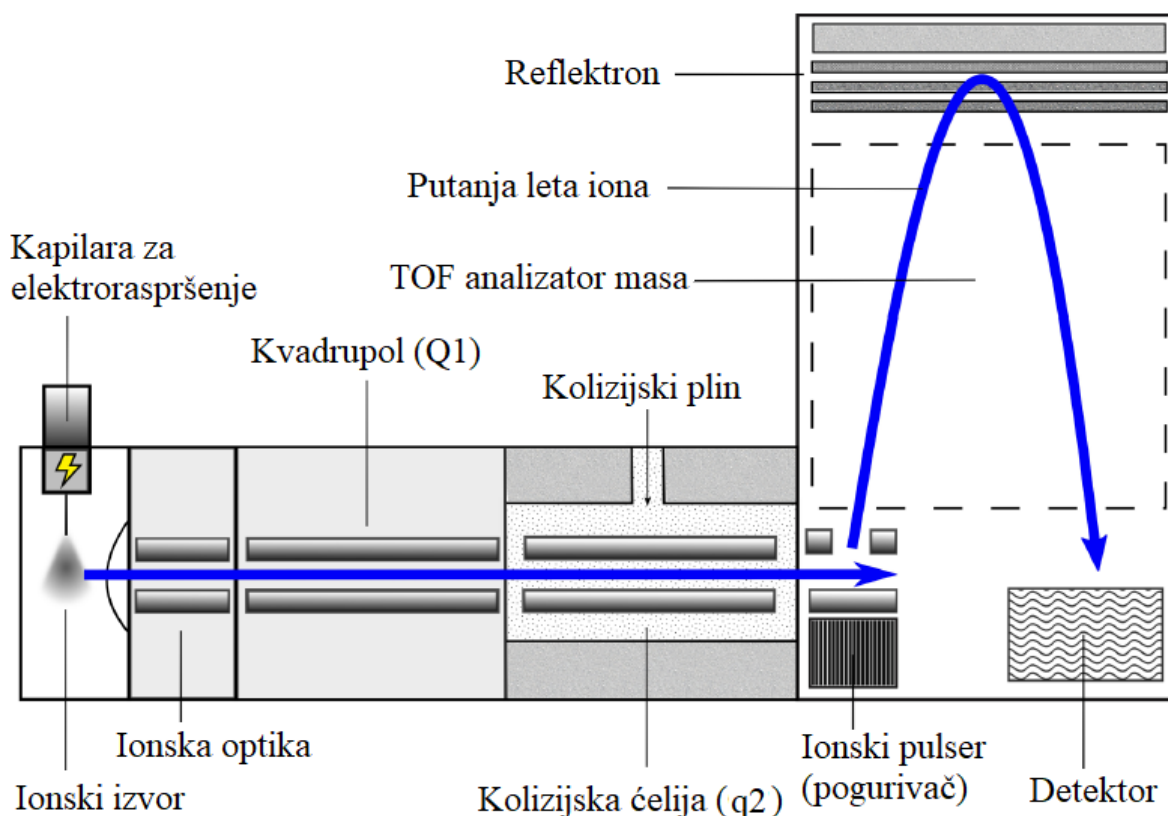 Reflektron
Putanja leta iona
Kapilara za
elektroraspršenje
TOF analizator masa
Kvadrupol (Q1)
Kolizijski plin
Ionska optika
Ionski izvor
Kolizijska ćelija (q2)
Ionski pulser
(pogurivač)
Detektor